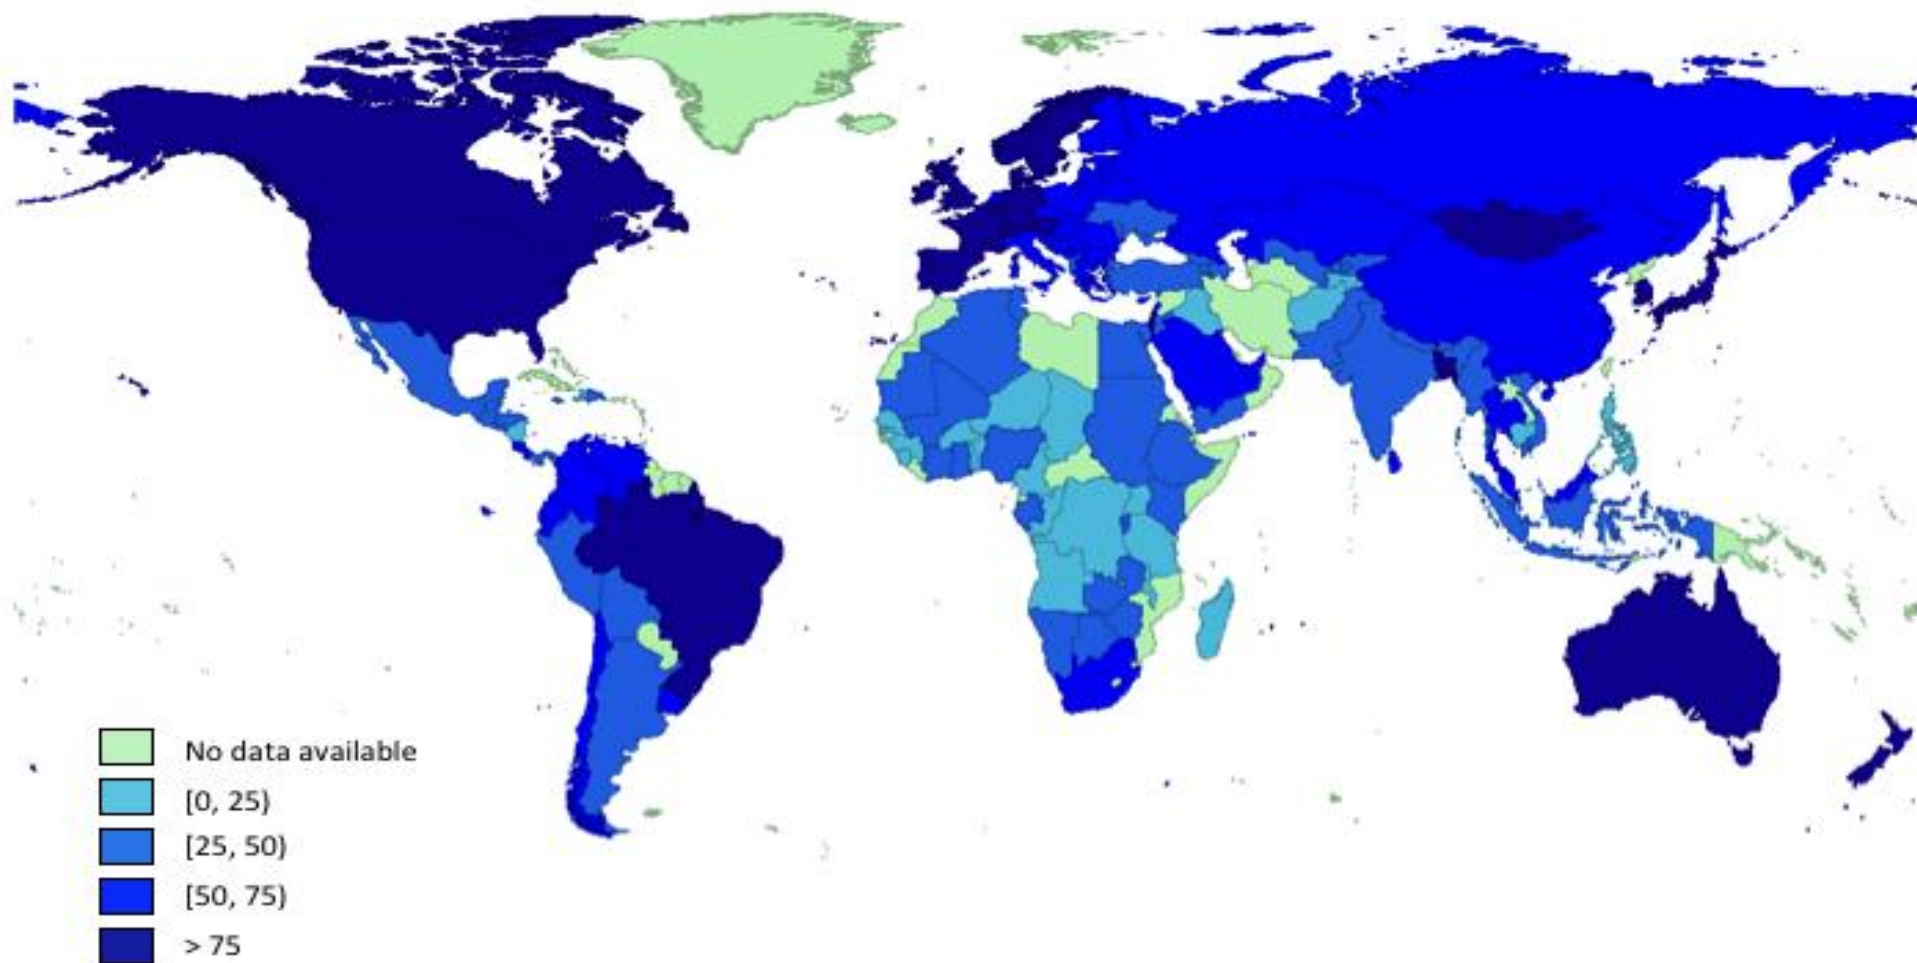 No data available
[0, 25)
[25, 50)
[50, 75)
> 75